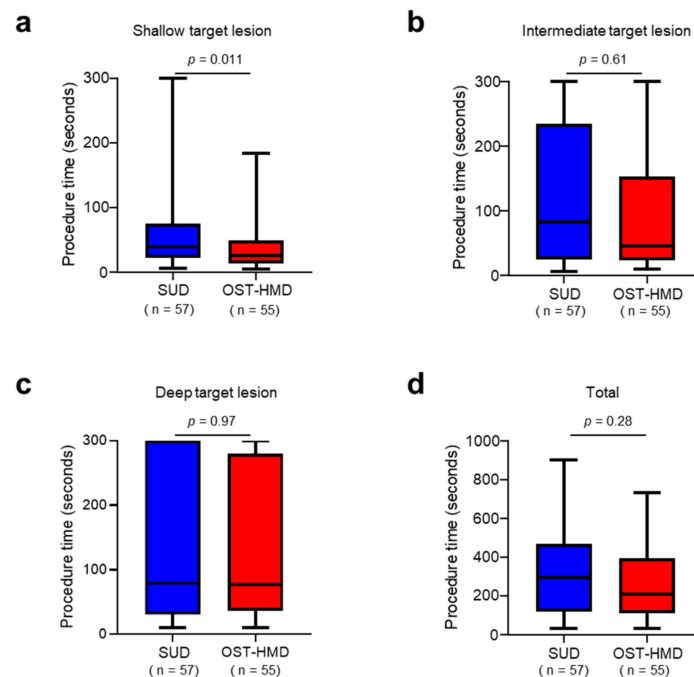 a
Shallow target lesion
p = 0.011
300
200
100
0
Procedure time (seconds)
SUD
OST-HMD
( n = 57)
( n = 55)
b
Intermediate target lesion
p = 0.61
300
200
100
0
Procedure time (seconds)
SUD
OST-HMD
( n = 57)
( n = 55)
c
Deep target lesion
p = 0.97
300
200
100
0
Procedure time (seconds)
SUD
OST-HMD
( n = 57)
( n = 55)
d
Total
p = 0.28
1000
800
600
400
200
0
Procedure time (seconds)
SUD
OST-HMD
( n = 57)
( n = 55)